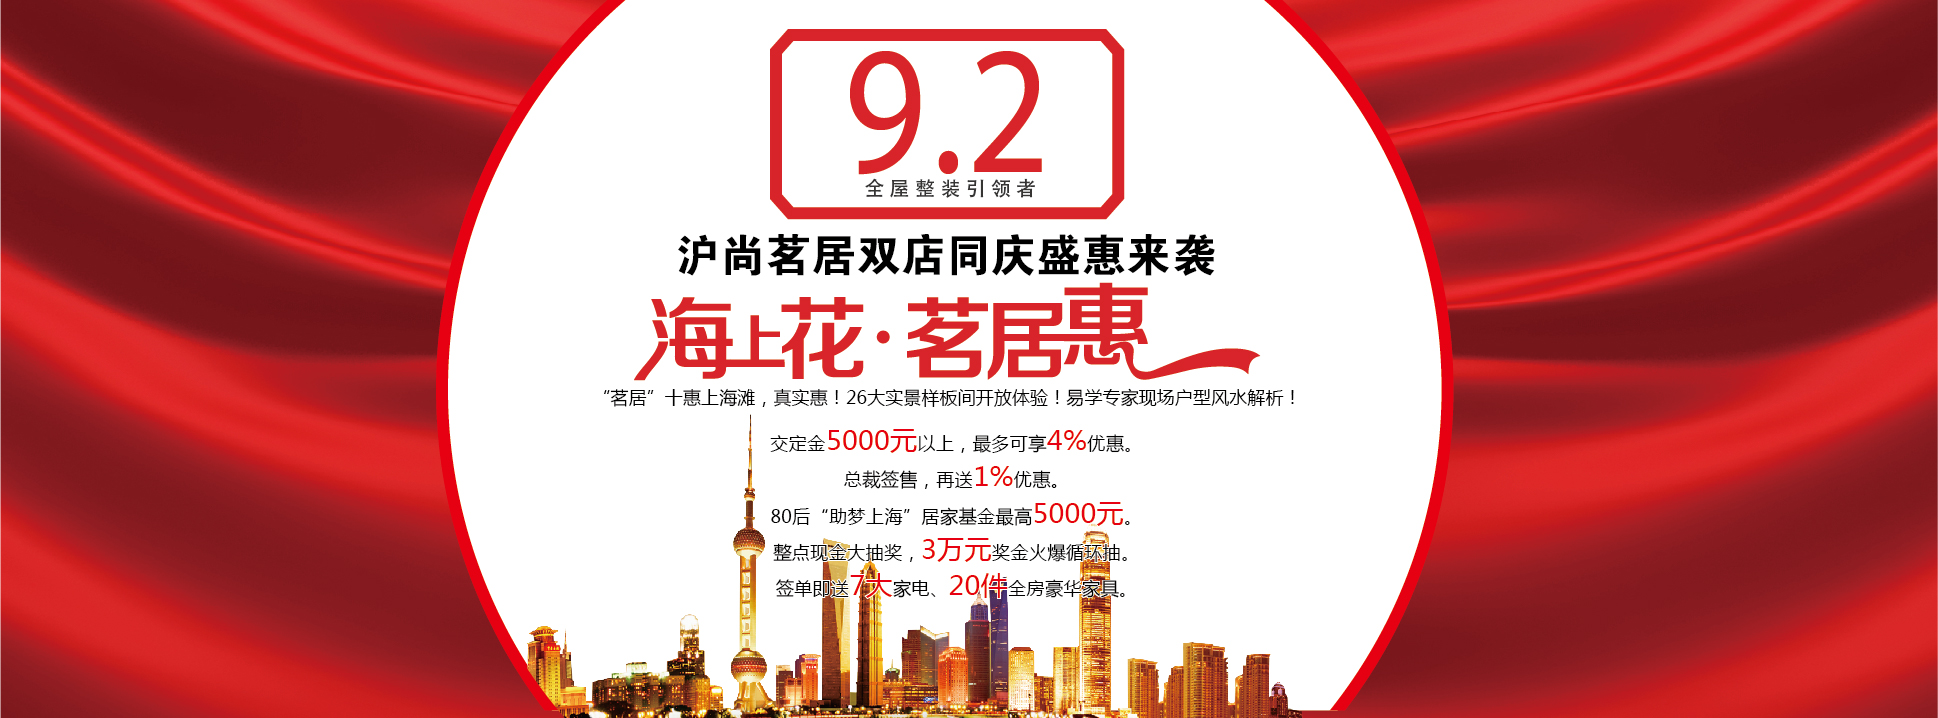 9.2
全屋整装引领者
沪尚茗居双店同庆盛惠来袭
海上花·茗居惠
“茗居”十惠上海滩，真实惠！26大实景样板间开放体验！易学专家现场户型风水解析！
交定金5000元以上，最多可享4%优惠。
总裁签售，再送1%优惠。
80后“助梦上海”居家基金最高5000元。
整点现金大抽奖，3万元奖金火爆循环抽。
签单即送7大家电、20件全房豪华家具。